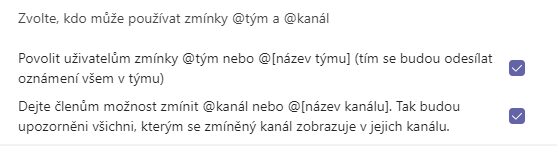 Zvolte, kdo může používat zmínky @tým a @kanál
Povolit uživatelům zmínky @tým nebo @[název týmu] (tím se budou odesílat
oznámení všem v týmu)
Dejte členům možnost zmínit @kanál nebo @[název kanálu]. Tak budou
upozorněni všichni, kterým se zmíněný kanál zobrazuje v jejich kanálu.